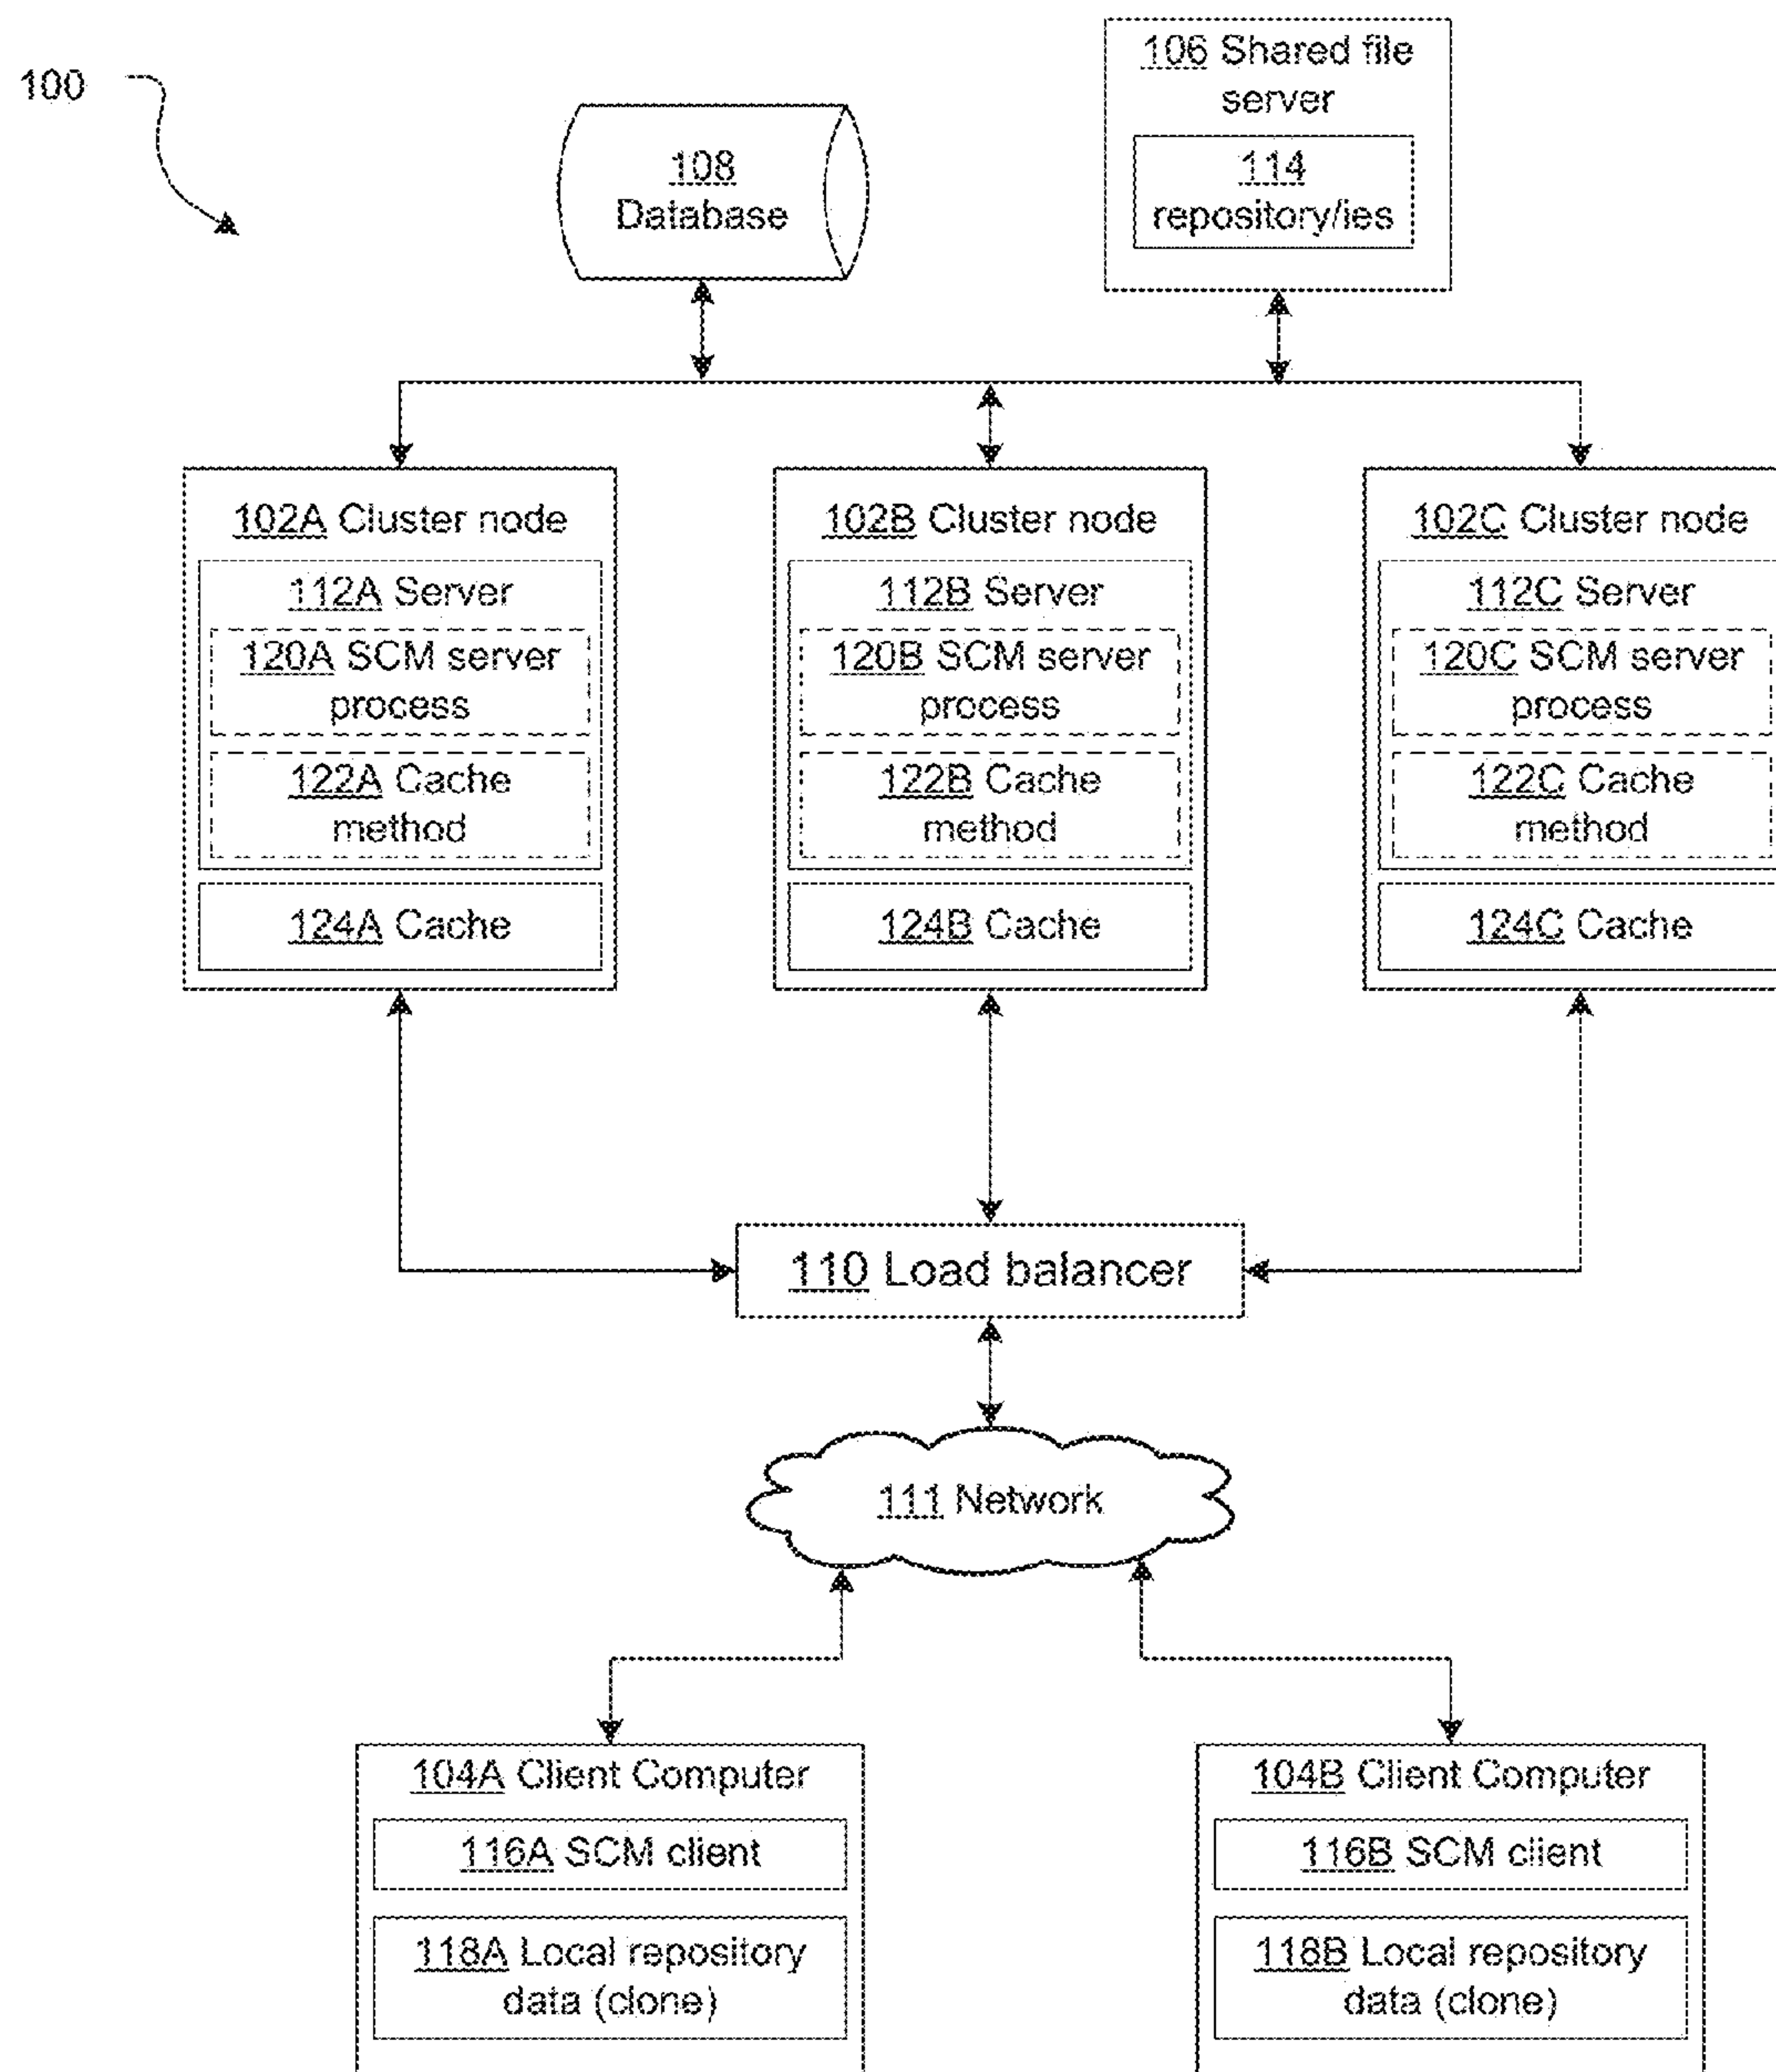 100
106 Shared file
server
114
repository/ies
108
Database
102A Cluster node
112A Server
120A SCM server
process
122A Cache
method
124A Cache
102B Cluster node
112B Server
120B SCM server
process
122B Cache
method
124B Cache
102C Cluster node
112C Server
120C SCM server
process
122C Cache
method
124C Cache
110 Load balancer
111 Network
104A Client Computer
116A SCM client
118A Local repository
data (clone)
104B Client Computer
116B SCM client
118B Local repository
data (clone)